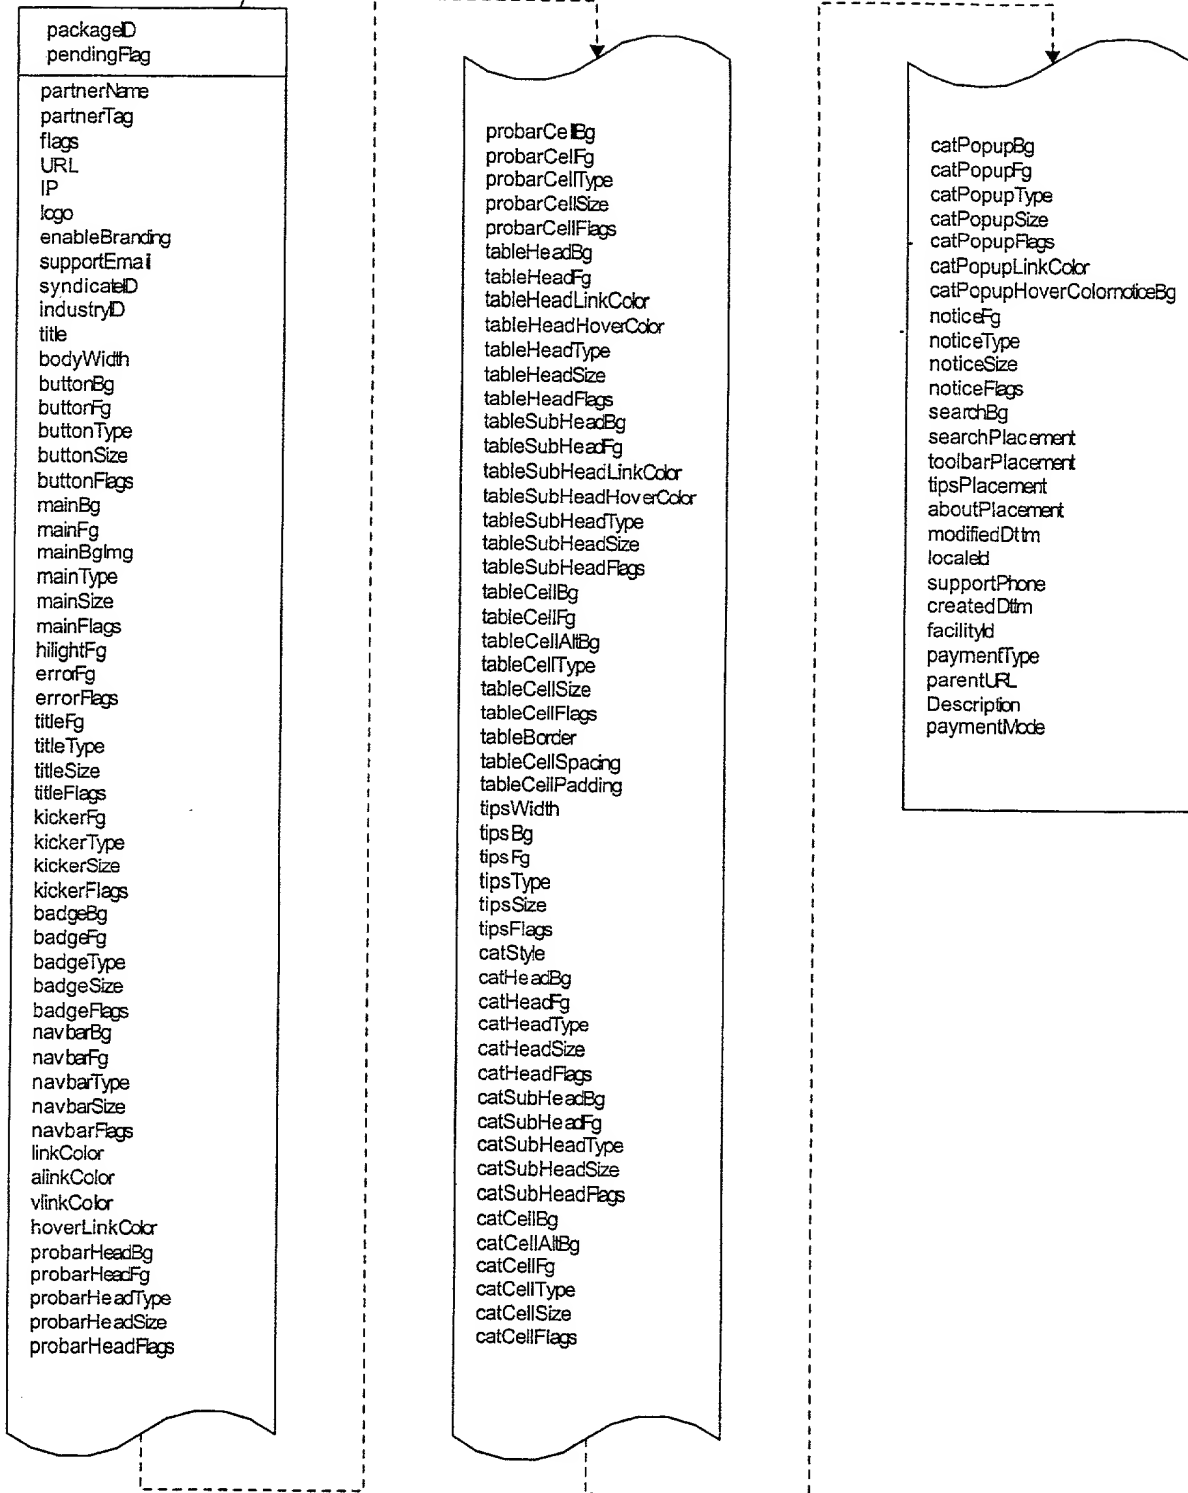 packageID
pendingFlag
partnerName
partnerTag
flags
URL
IP
logo
enableBranding
supportEmail
syndicateID
industryID
title
bodyWidth
buttonBg
buttonFg
buttonType
buttonSize
buttonFlags
mainBg
mainFg
mainBgImg
mainType
mainSize
mainFlags
hilightFg
errorFg
errorFlags
titleFg
titleType
titleSize
titleFlags
kickerFg
kickerType
kickerSize
kickerFlags
badgeBg
badgeFg
badgeType
badgeSize
badgeFlags
navbarBg
navbarFg
navbarType
navbarSize
navbarFlags
linkColor
alinkColor
vlinkColor
hoverLinkColor
probarHeadBg
probarHeadFg
probarHeadType
probarHeadSize
probarHeadFlags
probarCellBg
probarCelFg
probarCellType
probarCellSize
probarCellFlags
tableHeadBg
tableHeadFg
tableHeadLinkColor
tableHeadHoverColor
tableHeadType
tableHeadSize
tableHeadFlags
tableSubHeadBg
tableSubHeadFg
tableSubHeadLinkColor
tableSubHeadHoverColor
tableSubHeadType
tableSubHeadSize
tableSubHeadFlags
tableCellBg
tableCellFg
tableCellAltBg
tableCellType
tableCellSize
tableCellFlags
tableBorder
tableCellSpacing
tableCellPadding
tipsWidth
tipsBg
tipsFg
tipsType
tipsSize
tipsFlags
catStyle
catHeadBg
catHeadFg
catHeadType
catHeadSize
catHeadFlags
catSubHeadBg
catSubHeadFg
catSubHeadType
catSubHeadSize
catSubHeadFlags
catCellBg
catCellAltBg
catCellFg
catCellType
catCellSize
catCellFlags
catPopupBg
catPopupFg
catPopupType
catPopupSize
catPopupFlags
catPopupLinkColor
catPopupHoverColornoticeBg
noticeFg
noticeType
noticeSize
noticeFlags
searchBg
searchPlacement
toolbarPlacement
tipsPlacement
aboutPlacement
modifiedDttm
localeId
supportPhone
createdDttm
facilityId
paymentType
parentURL
Description
paymentMode